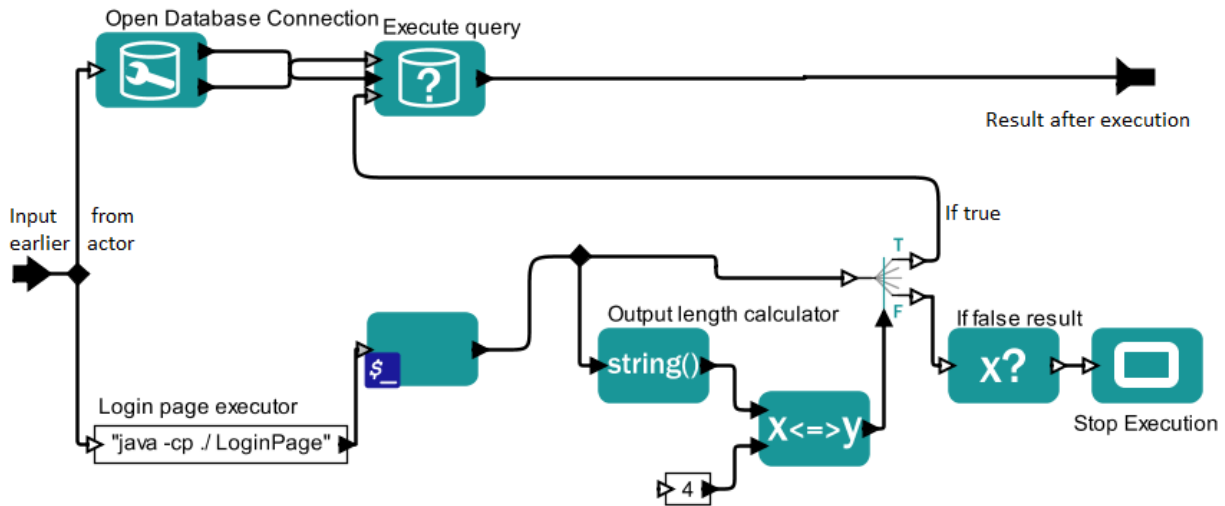 Open Database Connection
Execute query
?
Result after execution
Input from
earlier actor
If true
T
F
Output length calculator
string()
If false result
x?
$_
Login page executor
"java -cp ./ LoginPage"
x<=>y
Stop Execution
4